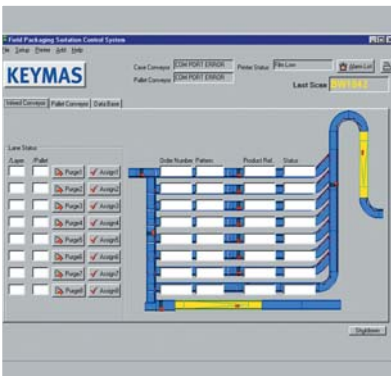 Field Packaging Sortation Control System
File Setup Printer Add Help
KEYMAS
Case Conveyor COM PORT ERROR Printer Status Film Low Alarm List
Pallet Conveyor COM PORT ERROR
Last Scan
Infeed Conveyor Pallet Conveyor Data Base
Lane Status
/Layer /Pallet Order Number Pattern Product Ref. Status
Purge1 Assign1
Purge2 Assign2
Purge3 Assign3
Purge4 Assign4
Purge5 Assign5
Purge6 Assign6
Purge7 Assign7
Purge8 Assign8
Shutdown